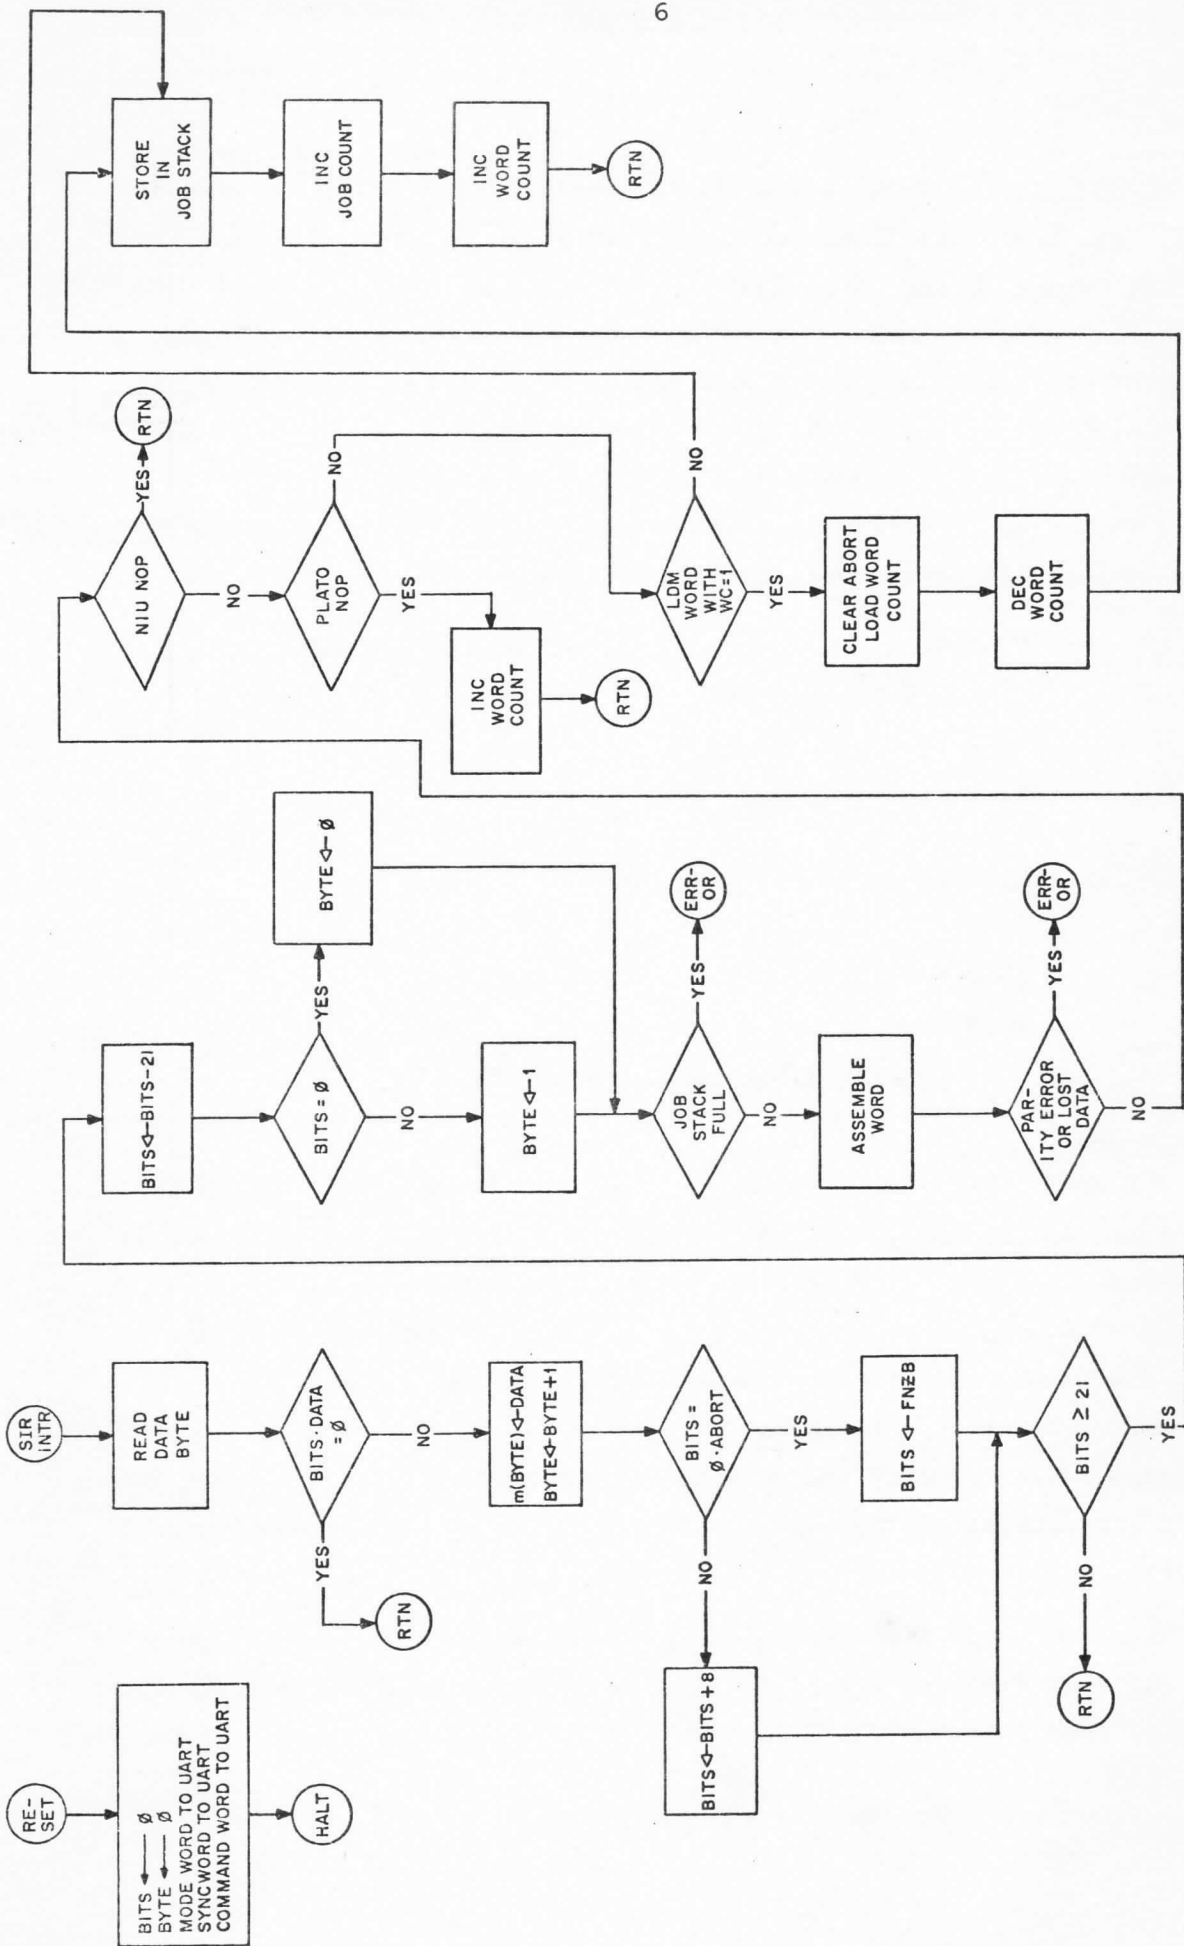 6
RE-
SET
BITS ← Ø
BYTE ← Ø
MODE WORD TO UART
SYNCWORD TO UART
COMMAND WORD TO UART
HALT
SIR
INTR
READ
DATA
BYTE
BITS·DATA
=Ø
YES
RTN
NO
m(BYTE)←DATA
BYTE←BYTE+1
BITS =
Ø·ABORT
NO
BITS←BITS+8
YES
BITS ← FNZB
BITS ≥ 21
NO
RTN
YES
BITS←BITS-21
BITS = Ø
YES
BYTE←Ø
NO
BYTE←1
JOB
STACK
FULL
YES
ERR-
OR
NO
ASSEMBLE
WORD
PAR-
ITY ERROR
OR LOST
DATA
YES
ERR-
OR
NO
NIU NOP
YES
RTN
NO
PLATO
NOP
NO
YES
INC
WORD
COUNT
RTN
LDM
WORD
WITH
WC=1
NO
YES
CLEAR ABORT
LOAD WORD
COUNT
DEC
WORD
COUNT
STORE
IN
JOB STACK
INC
JOB COUNT
INC
WORD
COUNT
RTN